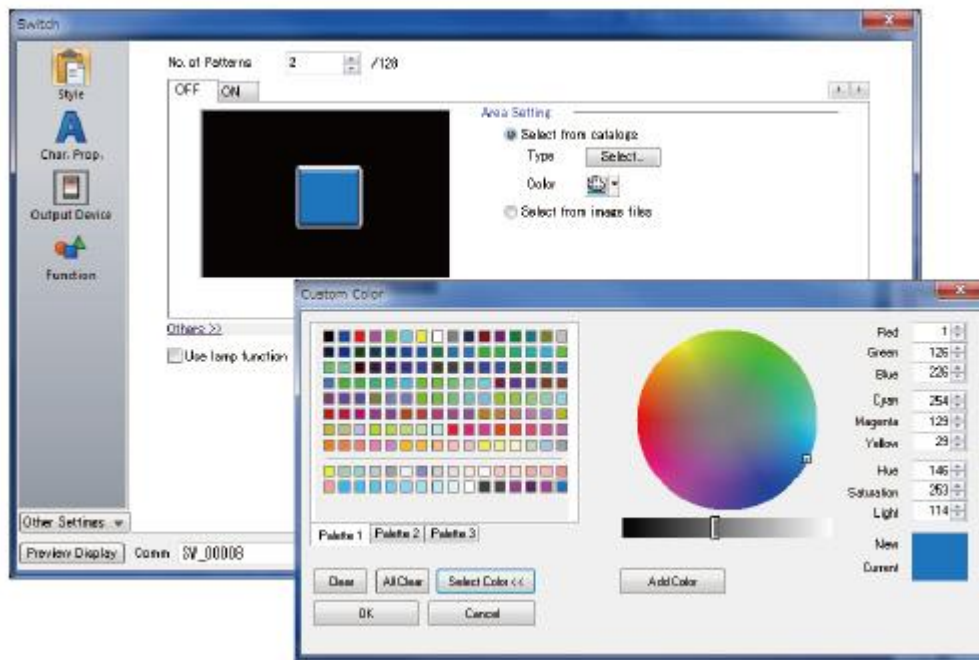 Switch
Style
Char. Prop.
Output Device
Function
Other Settings
No. of Patterns 2 /128
OFF ON
Area Setting
Select from catalogs
Type Select...
Color
Select from image files
Others >>
Use lamp function
Preview Display Comm SW_00008
Custom Color
Palette 1 Palette 2 Palette 3
Red 1
Green 126
Blue 226
Cyan 254
Magenta 129
Yellow 29
Hue 146
Saturation 253
Light 114
New
Current
Clear All Clear Select Color << Add Color
OK Cancel